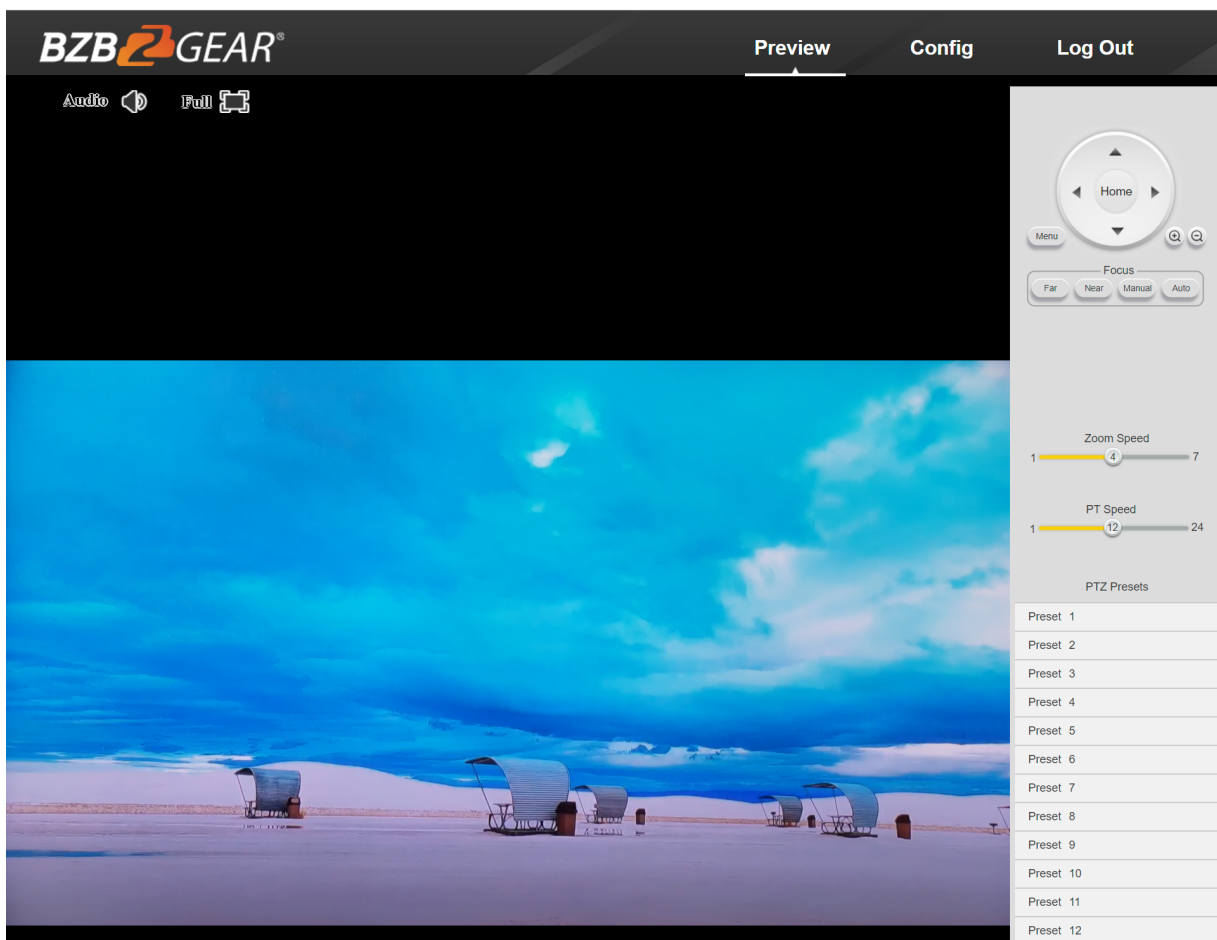 BZBGEAR®
Preview Config Log Out
Audio Full
Home
Menu
Focus
Far Near Manual Auto
Zoom Speed
1 4 7
PT Speed
1 12 24
PTZ Presets
Preset 1
Preset 2
Preset 3
Preset 4
Preset 5
Preset 6
Preset 7
Preset 8
Preset 9
Preset 10
Preset 11
Preset 12